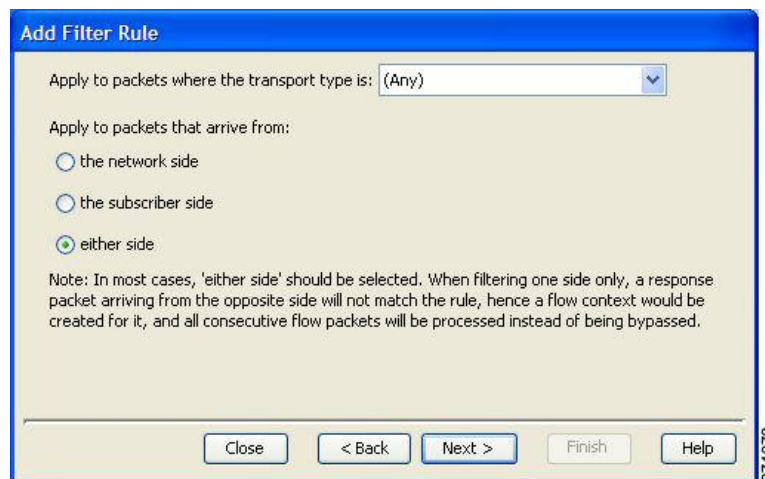 Add Filter Rule
Apply to packets where the transport type is: (Any)
Apply to packets that arrive from:
the network side
the subscriber side
either side
Note: In most cases, 'either side' should be selected. When filtering one side only, a response
packet arriving from the opposite side will not match the rule, hence a flow context would be
created for it, and all consecutive flow packets will be processed instead of being bypassed.
Close < Back Next > Finish Help